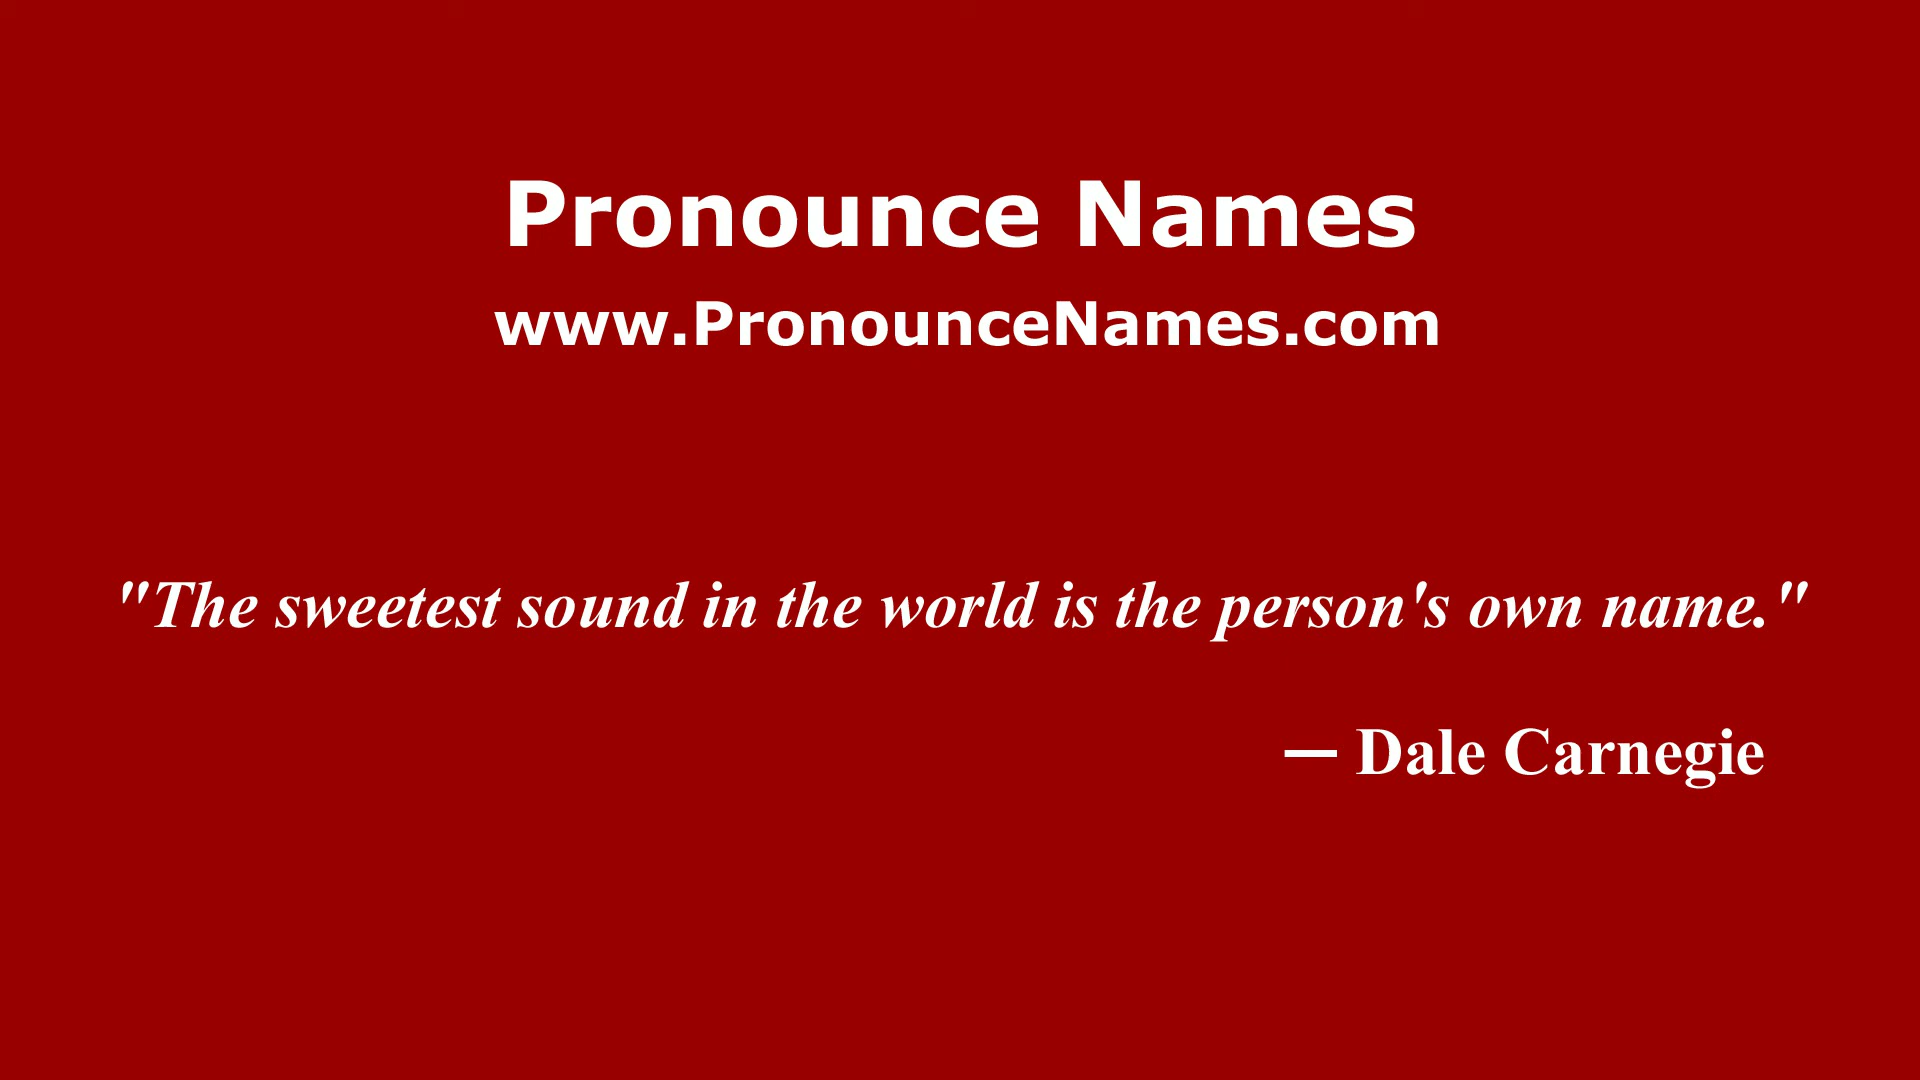 Pronounce Names
www.PronounceNames.com
"The sweetest sound in the world is the person's own name."
— Dale Carnegie